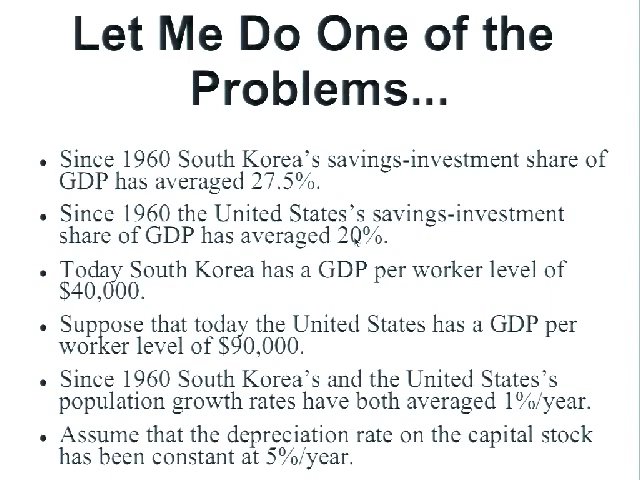 Let Me Do One of the
Problems...
• Since 1960 South Korea's savings-investment share of
GDP has averaged 27.5%.
• Since 1960 the United States's savings-investment
share of GDP has averaged 20%.
• Today South Korea has a GDP per worker level of
$40,000.
• Suppose that today the United States has a GDP per
worker level of $90,000.
• Since 1960 South Korea's and the United States's
population growth rates have both averaged 1%/year.
• Assume that the depreciation rate on the capital stock
has been constant at 5%/year.